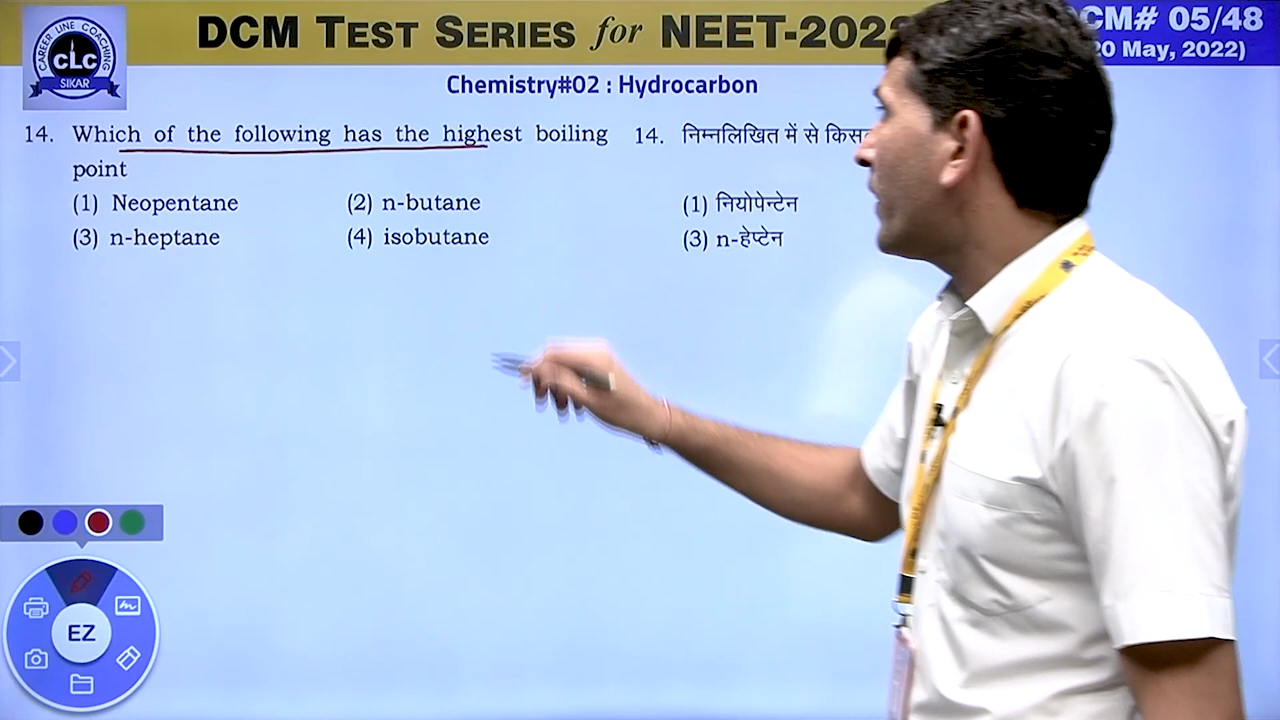 DCM TEST SERIES for NEET-202
CM# 05/48
20 May, 2022)
CAREER LINE COACHING
CLC
SIKAR
Chemistry#02 : Hydrocarbon
14. Which of the following has the highest boiling
point
(1) Neopentane (2) n-butane
(3) n-heptane (4) isobutane
14. निम्नलिखित में से
(1) नियोपेन्टेन
(3) n-हेप्टेन
EZ